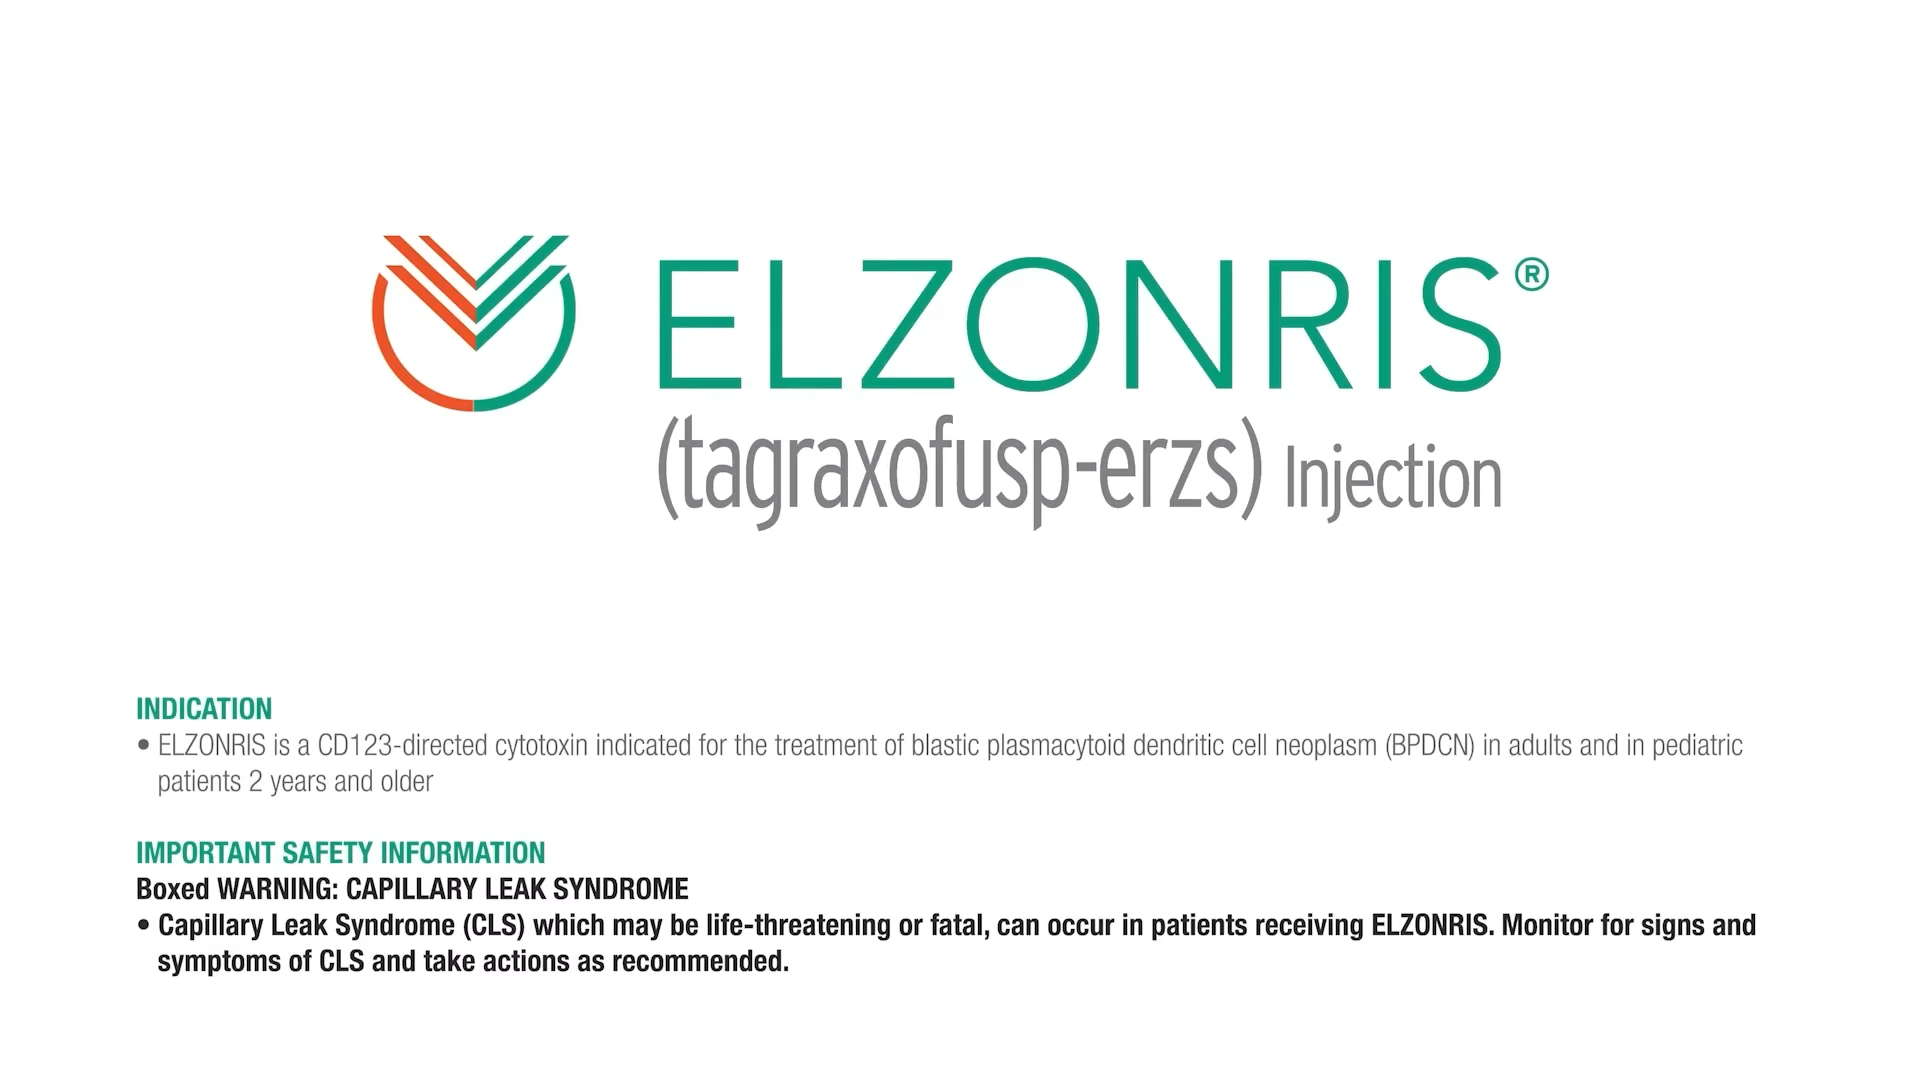 ELZONRIS®
(tagraxofusp-erzs) Injection
INDICATION
• ELZONRIS is a CD123-directed cytotoxin indicated for the treatment of blastic plasmacytoid dendritic cell neoplasm (BPDCN) in adults and in pediatric
patients 2 years and older
IMPORTANT SAFETY INFORMATION
Boxed WARNING: CAPILLARY LEAK SYNDROME
• Capillary Leak Syndrome (CLS) which may be life-threatening or fatal, can occur in patients receiving ELZONRIS. Monitor for signs and
symptoms of CLS and take actions as recommended.